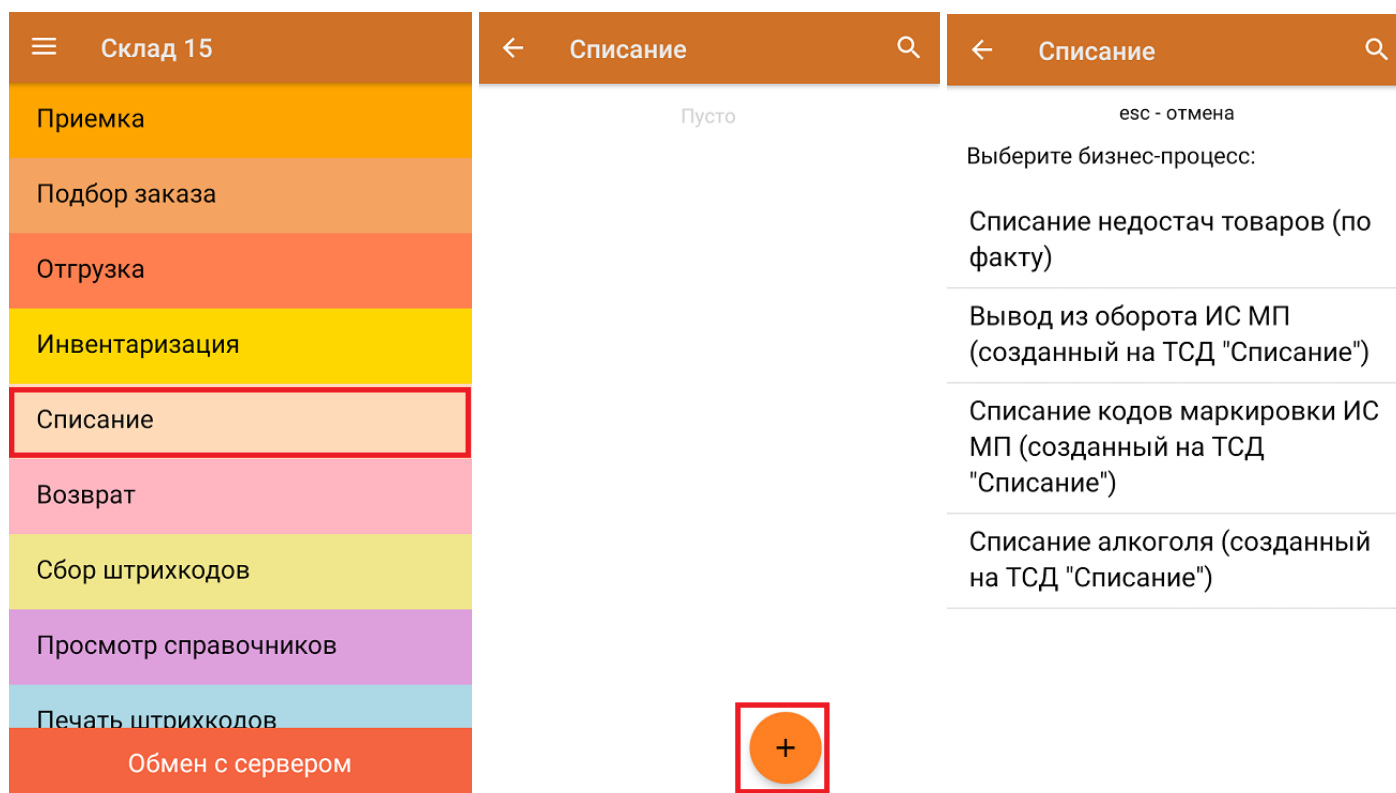 Склад 15
Приемка
Подбор заказа
Отгрузка
Инвентаризация
Списание
Возврат
Сбор штрихкодов
Просмотр справочников
Печать штрихкодов
Обмен с сервером
Списание
Пусто
+
Списание
esc - отмена
Выберите бизнес-процесс:
Списание недостач товаров (по
факту)
Вывод из оборота ИС МП
(созданный на ТСД "Списание")
Списание кодов маркировки ИС
МП (созданный на ТСД
"Списание")
Списание алкоголя (созданный
на ТСД "Списание")